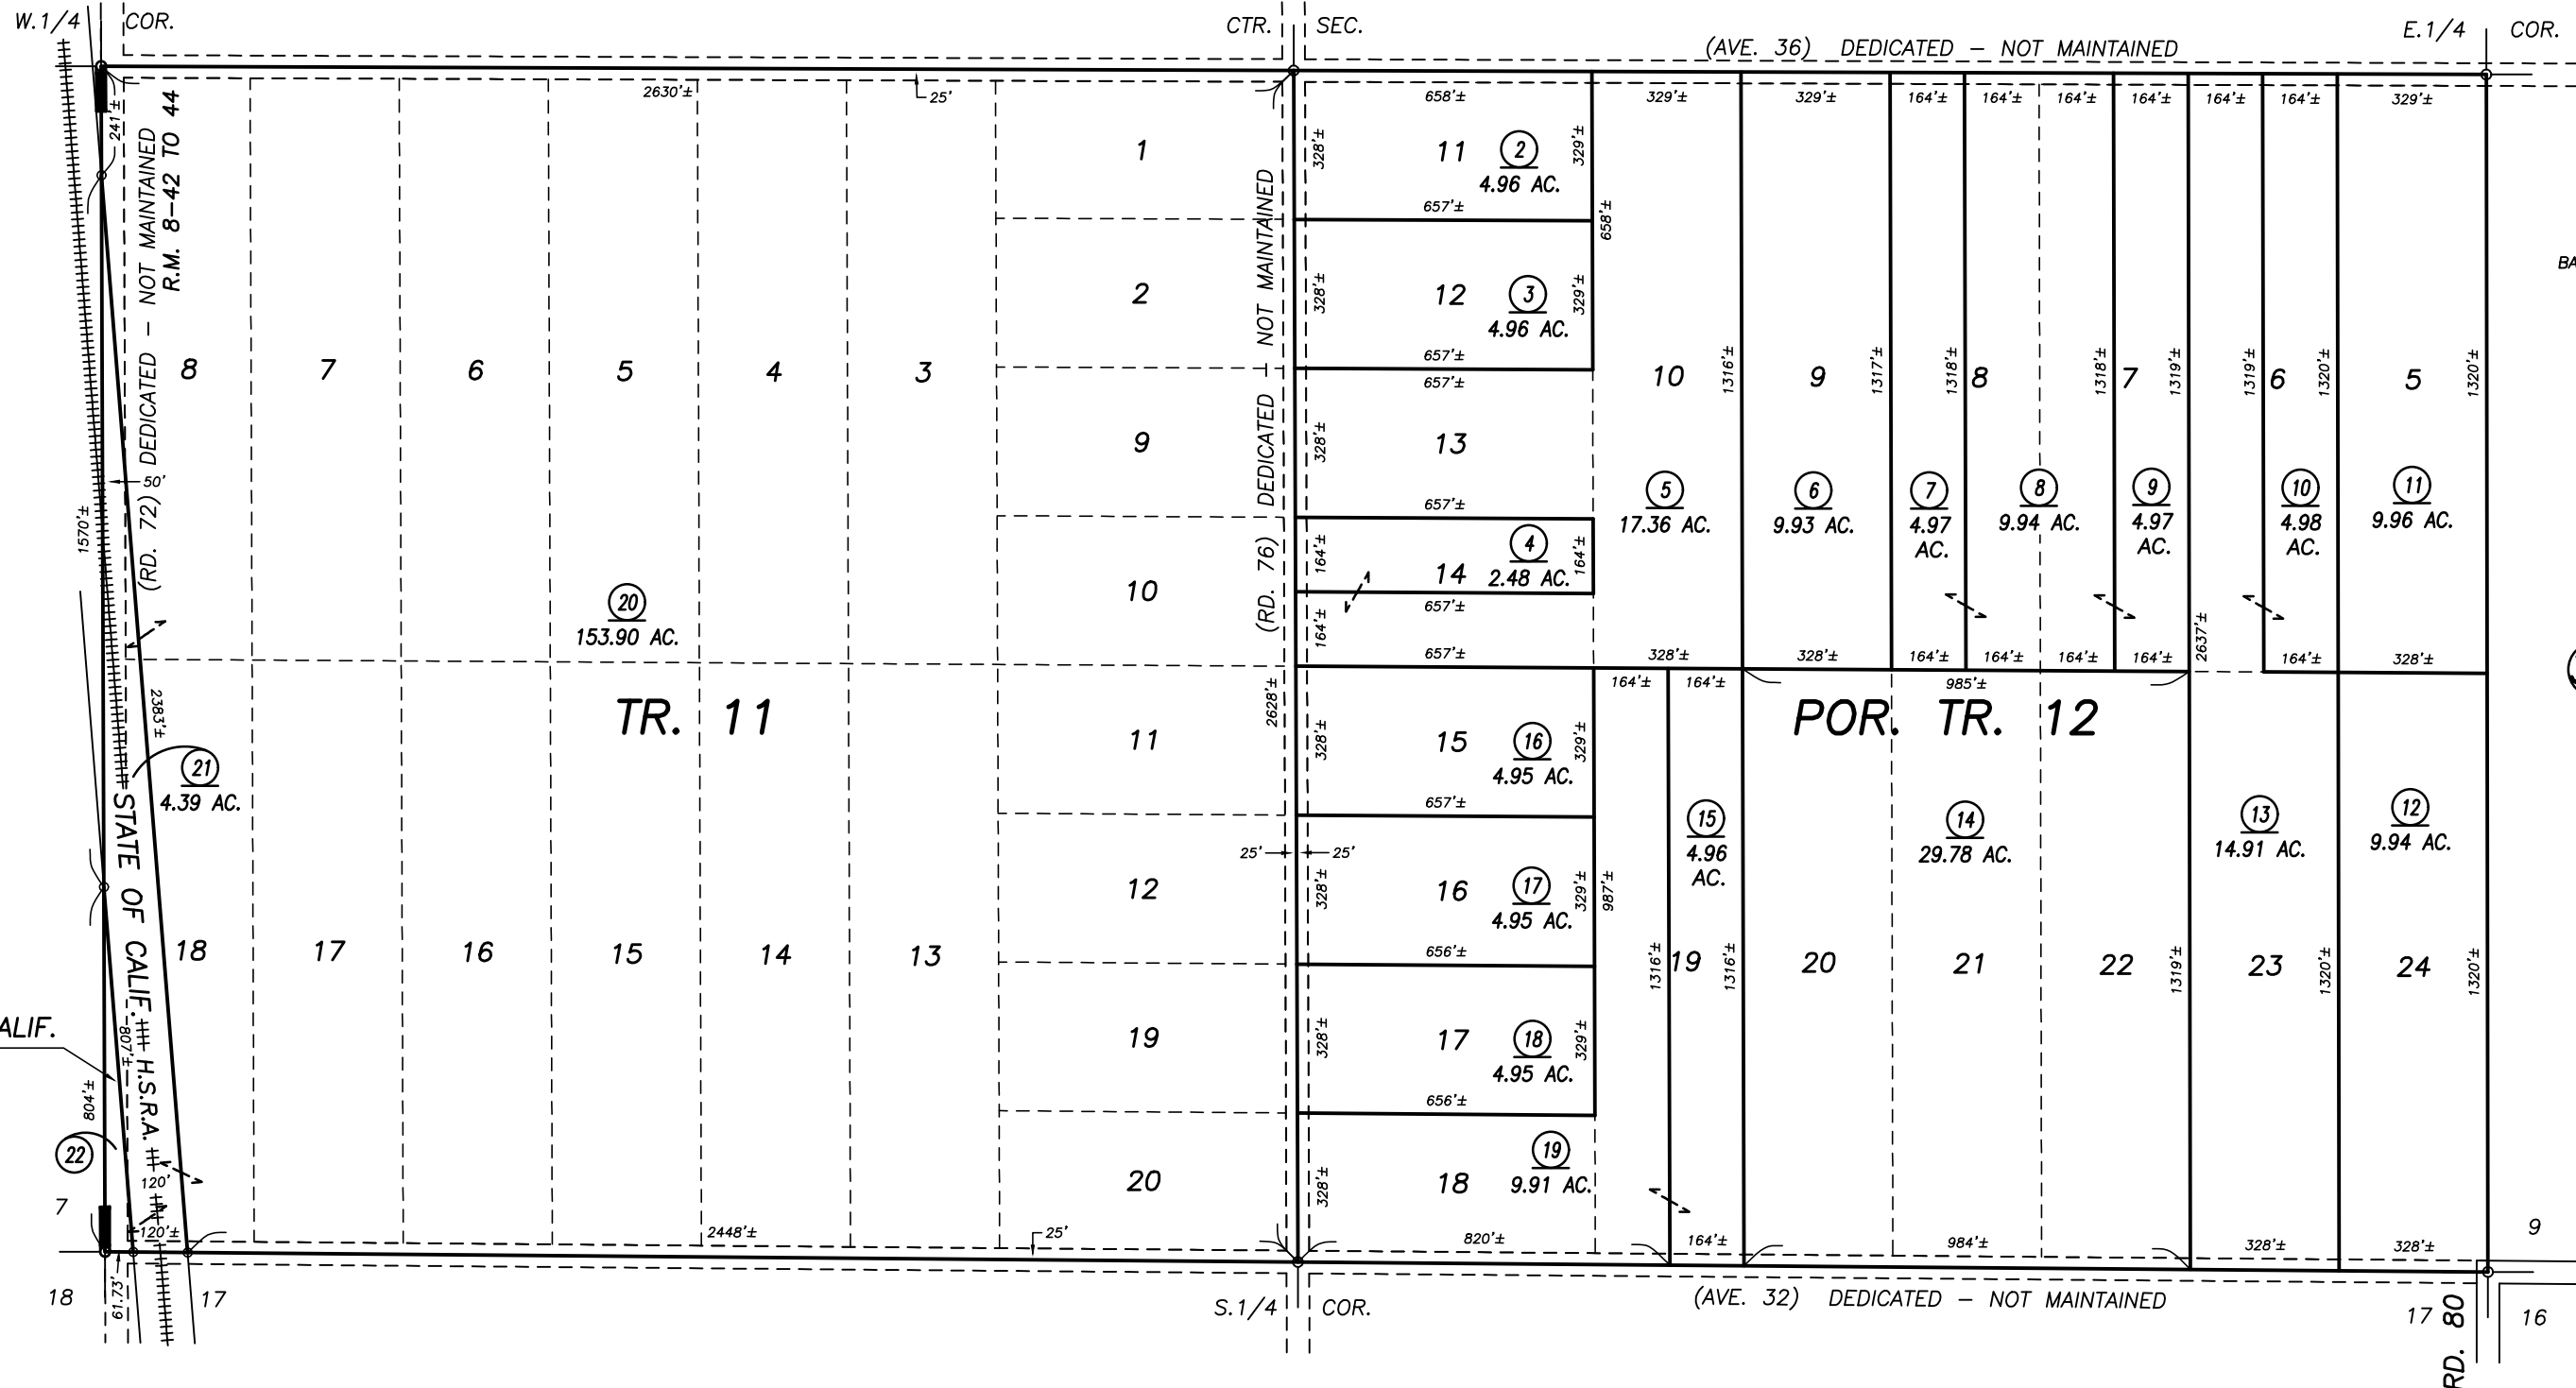 W.1/4 COR.
CTR. SEC.
(AVE. 36) DEDICATED – NOT MAINTAINED
E.1/4 COR.
241'±
(RD. 72) DEDICATED – NOT MAINTAINED
R.M. 8–42 TO 44
2630'±
25'
658'± 329'± 329'± 164'± 164'± 164'± 164'± 164'± 164'± 329'±
1
328'±
11
2
4.96 AC.
329'±
657'±
658'±
(RD. 76) DEDICATED – NOT MAINTAINED
2
328'±
12
3
4.96 AC.
329'±
657'±
BA
8 7 6 5 4 3
10 1316'± 9 1317'± 1318'± 8 1318'± 7 1319'± 1319'± 6 1320'± 5 1320'±
657'±
9
328'±
13
657'±
50'
1570'±
5
17.36 AC.
6
9.93 AC.
7
4.97
AC.
8
9.94 AC.
9
4.97
AC.
10
4.98
AC.
11
9.96 AC.
10
164'±
14
4
2.48 AC.
164'±
657'±
164'±
20
153.90 AC.
657'± 328'± 328'± 164'± 164'± 164'± 164'± 2637'± 164'± 328'±
164'± 164'± 985'±
TR. 11
POR. TR. 12
2383'±
2628'±
11
328'±
15
16
4.95 AC.
329'±
657'±
21
4.39 AC.
STATE OF CALIF. H.S.R.A.
25' 25'
15
4.96
AC.
14
29.78 AC.
13
14.91 AC.
12
9.94 AC.
12
328'±
16
17
4.95 AC.
329'±
987'±
656'±
18 17 16 15 14 13
1316'± 19 1316'± 20 21 22 1319'± 23 1320'± 24 1320'±
ALIF.
807'±
804'±
19
328'±
17
18
4.95 AC.
329'±
656'±
22
120'
7
20
328'±
18
19
9.91 AC.
120'± 2448'± 25' 820'± 164'± 984'± 328'± 328'±
9
61.73'
18 17
S.1/4 COR.
(AVE. 32) DEDICATED – NOT MAINTAINED
17 16
RD. 80